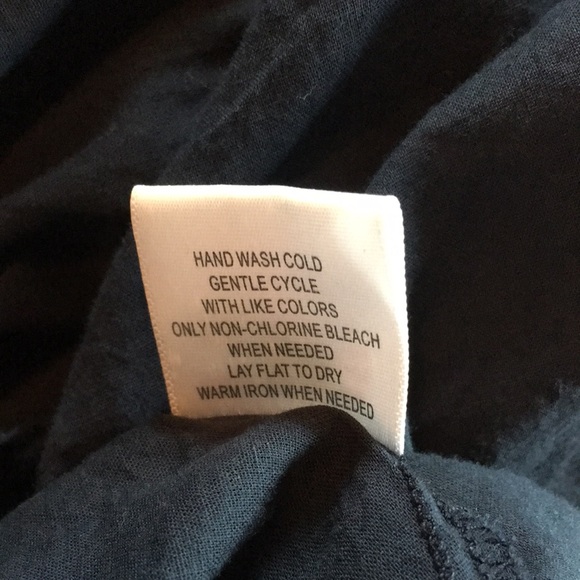 HAND WASH COLD
GENTLE CYCLE
WITH LIKE COLORS
ONLY NON-CHLORINE BLEACH
WHEN NEEDED
LAY FLAT TO DRY
WARM IRON WHEN NEEDED